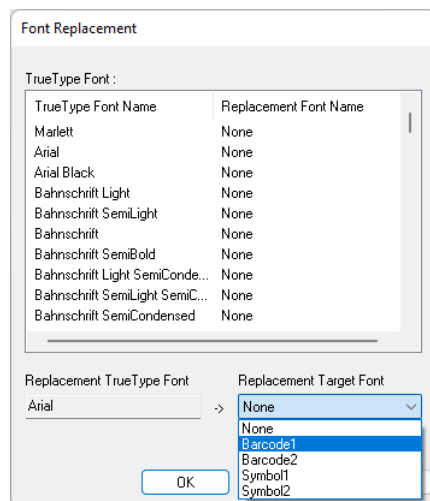 Font Replacement
TrueType Font :
TrueType Font Name Replacement Font Name
Marlett None
Arial None
Arial Black None
Bahnschrift Light None
Bahnschrift SemiLight None
Bahnschrift None
Bahnschrift SemiBold None
Bahnschrift Light SemiConde... None
Bahnschrift SemiLight SemiC... None
Bahnschrift SemiCondensed None
Replacement TrueType Font Replacement Target Font
Arial -> None
None
Barcode1
Barcode2
Symbol1
OK Symbol2